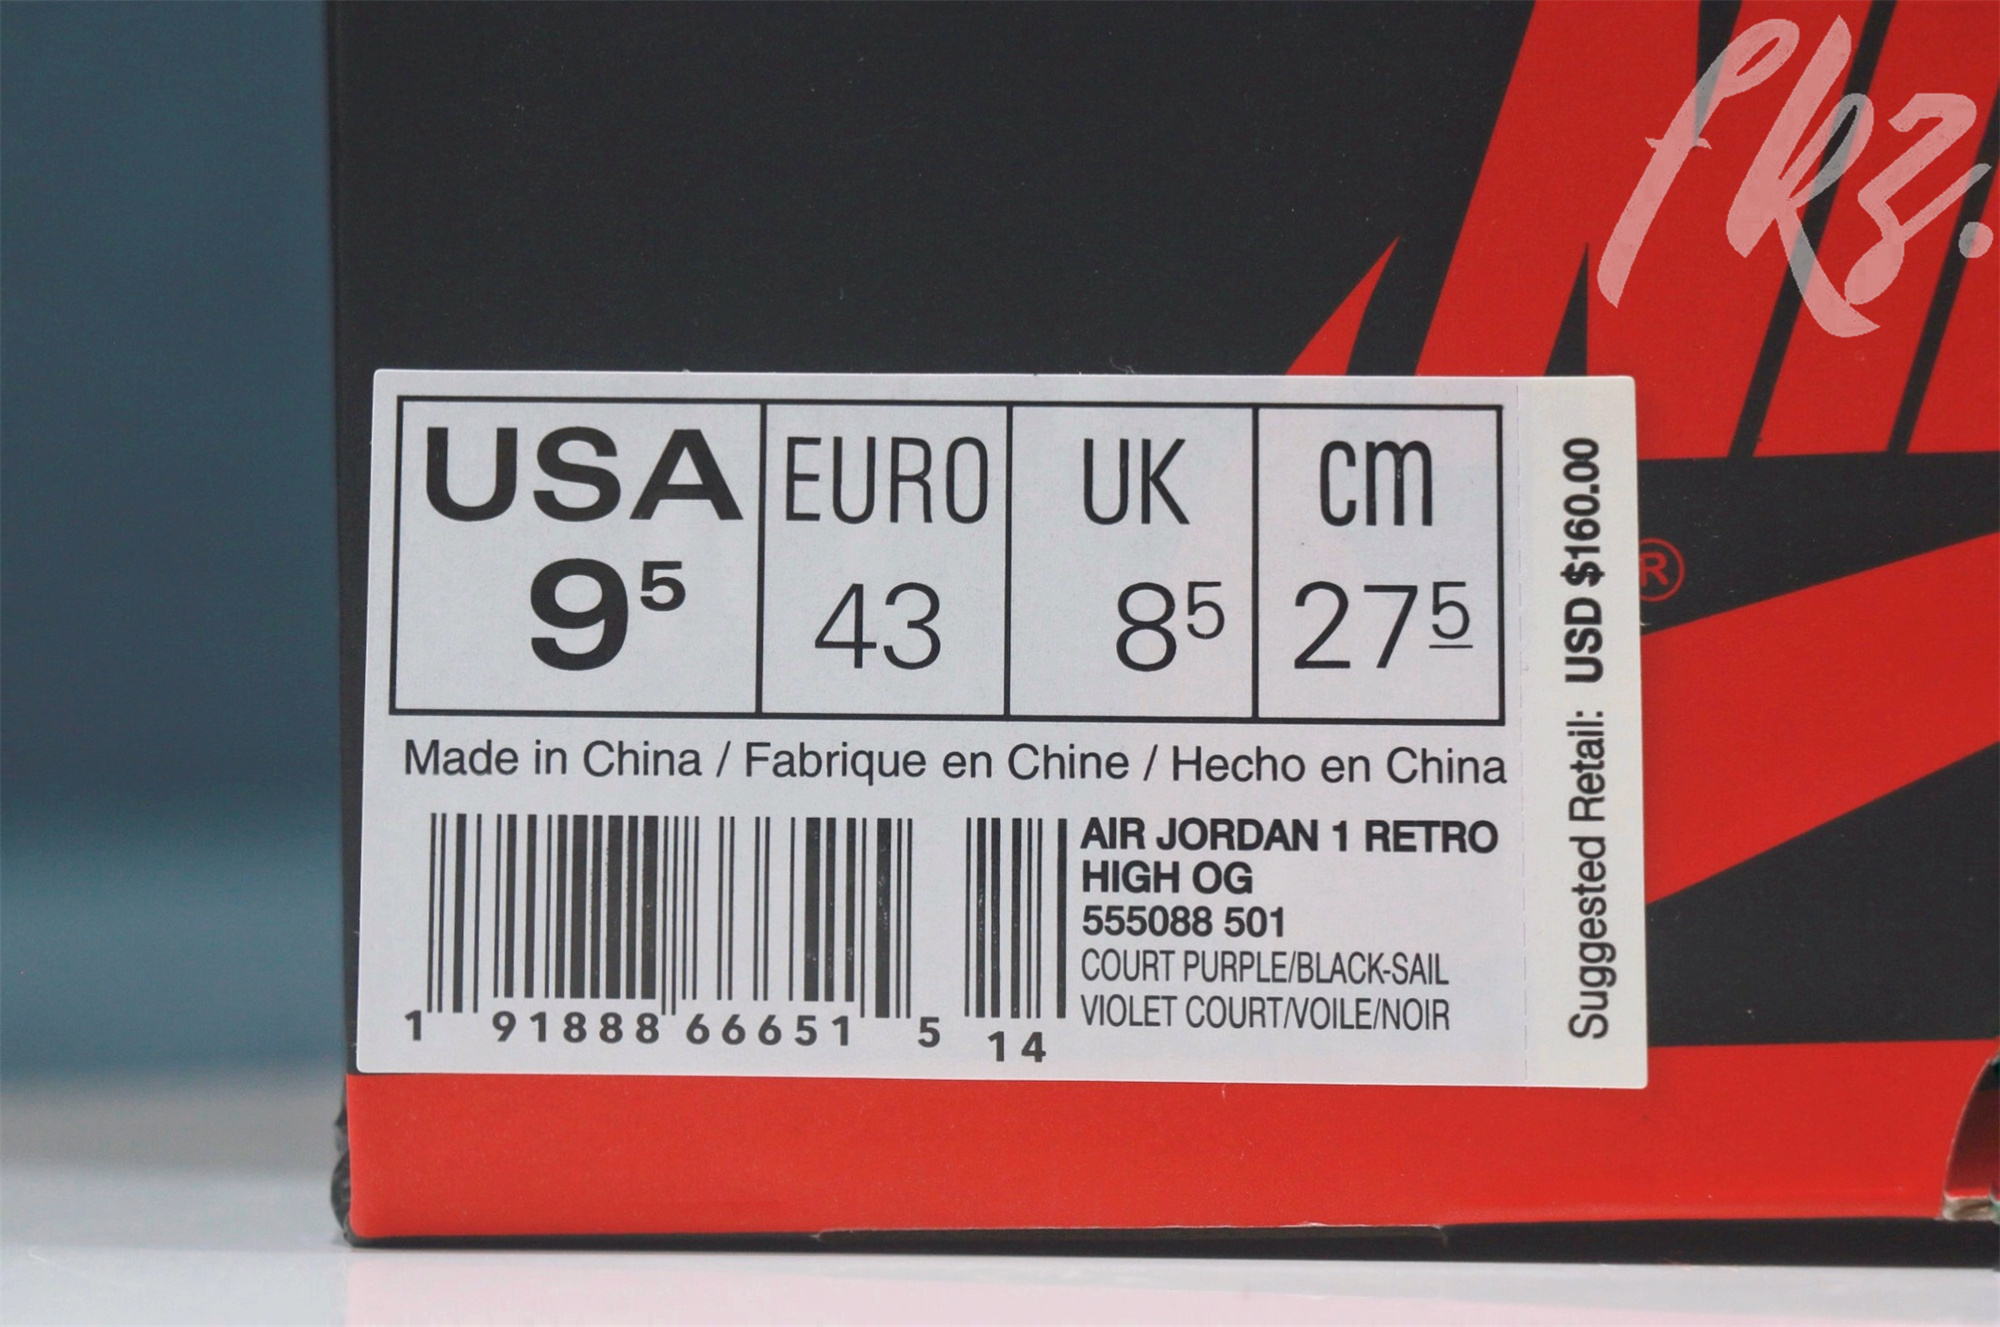 fkz.
USA EURO UK cm
9⁵ 43 8⁵ 27⁵
Made in China / Fabrique en Chine / Hecho en China
AIR JORDAN 1 RETRO
HIGH OG
555088 501
COURT PURPLE/BLACK-SAIL
VIOLET COURT/VOILE/NOIR
1 91888 66651 5 14
Suggested Retail: USD $160.00
®